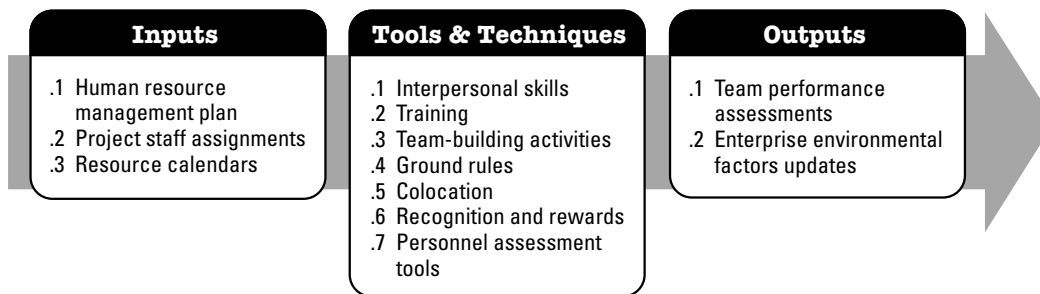 Inputs
.1 Human resource
management plan
.2 Project staff assignments
.3 Resource calendars
Tools & Techniques
.1 Interpersonal skills
.2 Training
.3 Team-building activities
.4 Ground rules
.5 Colocation
.6 Recognition and rewards
.7 Personnel assessment
tools
Outputs
.1 Team performance
assessments
.2 Enterprise environmental
factors updates